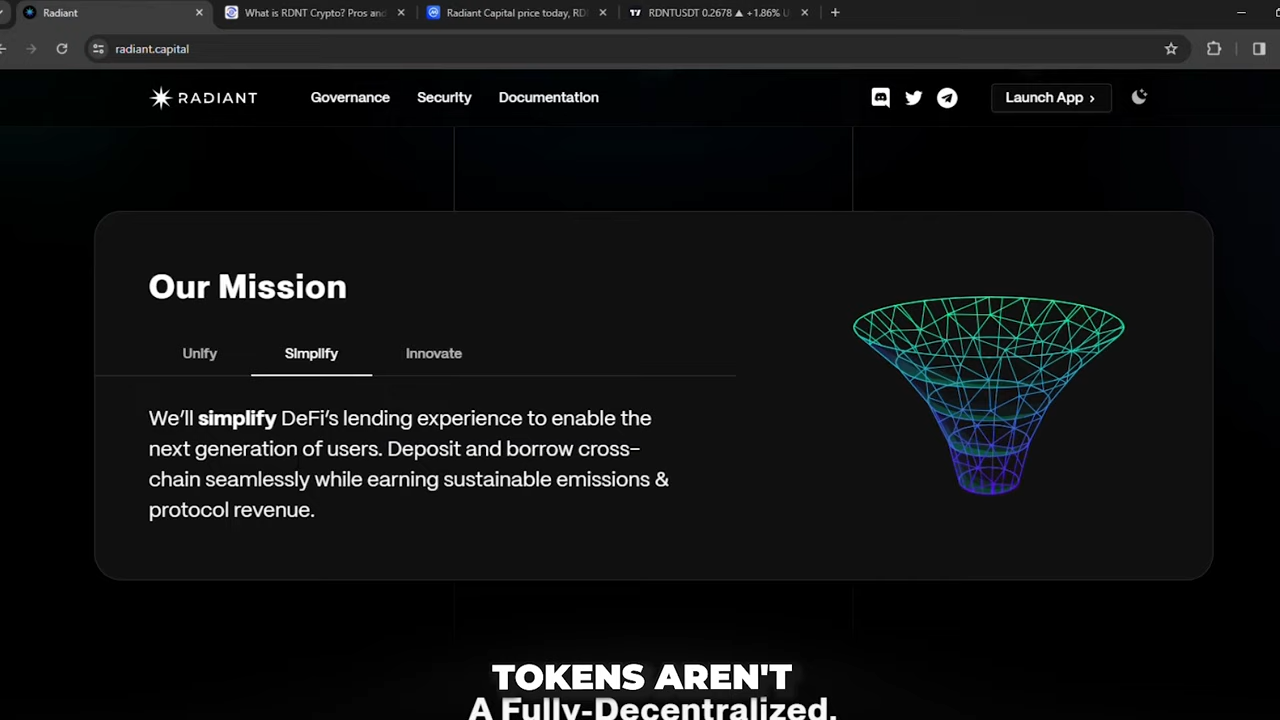 Radiant
What is RDNT Crypto? Pros and
Radiant Capital price today, RD
RDNTUSDT 0.2678 ▲ +1.86% U
radiant.capital
RADIANT
Governance
Security
Documentation
Launch App ›
Our Mission
Unify
Simplify
Innovate
We’ll simplify DeFi’s lending experience to enable the
next generation of users. Deposit and borrow cross-
chain seamlessly while earning sustainable emissions &
protocol revenue.
TOKENS AREN'T
A Fully-Decentralized,